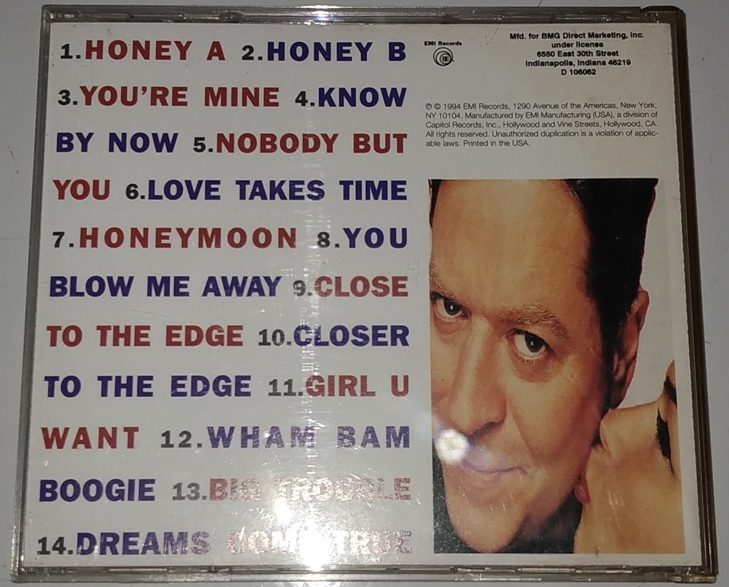 1.HONEY A 2.HONEY B
3.YOU'RE MINE 4.KNOW
BY NOW 5.NOBODY BUT
YOU 6.LOVE TAKES TIME
7.HONEYMOON 8.YOU
BLOW ME AWAY 9.CLOSE
TO THE EDGE 10.CLOSER
TO THE EDGE 11.GIRL U
WANT 12.WHAM BAM
BOOGIE 13.BIG TROUBLE
14.DREAMS COME TRUE
EMI Records
Mfd. for BMG Direct Marketing, Inc.
under license
6550 East 30th Street
Indianapolis, Indiana 46219
D 106062
℗ © 1994 EMI Records, 1290 Avenue of the Americas, New York,
NY 10104. Manufactured by EMI Manufacturing (USA), a division of
Capitol Records, Inc., Hollywood and Vine Streets, Hollywood, CA.
All rights reserved. Unauthorized duplication is a violation of applic-
able laws. Printed in the USA.